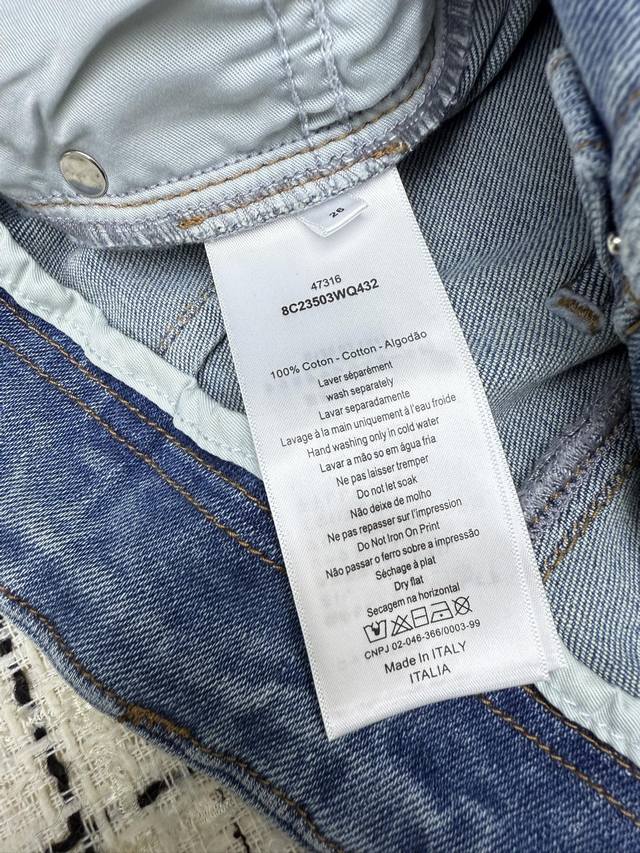 26
47316
8C23503WQ432
100% Coton - Cotton - Algodão
Laver séparèment
wash separately
Lavar separadamente
Lavage à la main uniquement à l'eau froide
Hand washing only in cold water
Lavar a mão so em água fria
Ne pas laisser tremper
Do not let soak
Não deixe de molho
Ne pas repasser sur l'impression
Do Not Iron On Print
Não passar o ferro sobre a impressão
Séchage à plat
Dry flat
Secagem na horizontal
CNPJ 02-046-366/0003-99
Made In ITALY
ITALIA